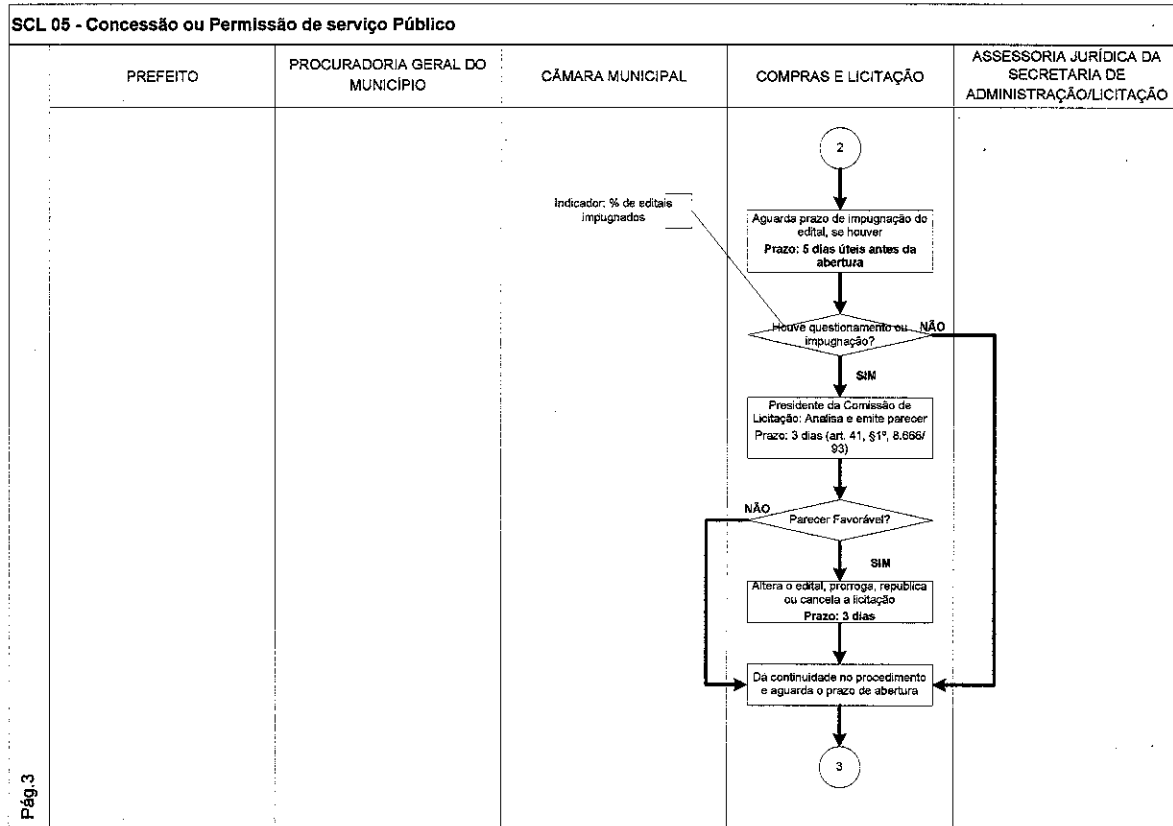 SCL 05 - Concessão ou Permissão de serviço Público
PREFEITO
PROCURADORIA GERAL DO
MUNICÍPIO
CÂMARA MUNICIPAL
COMPRAS E LICITAÇÃO
ASSESSORIA JURÍDICA DA
SECRETARIA DE
ADMINISTRAÇÃO/LICITAÇÃO
2
Indicador: % de editais
impugnados
Aguarda prazo de impugnação do
edital, se houver
Prazo: 5 dias úteis antes da
abertura
Houve questionamento ou
impugnação?
NÃO
SIM
Presidente da Comissão de
Licitação: Analisa e emite parecer
Prazo: 3 dias (art. 41, §1º, 8.666/
93)
NÃO
Parecer Favorável?
SIM
Altera o edital, prorroga, republica
ou cancela a licitação
Prazo: 3 dias
Dá continuidade no procedimento
e aguarda o prazo de abertura
3
Pág.3